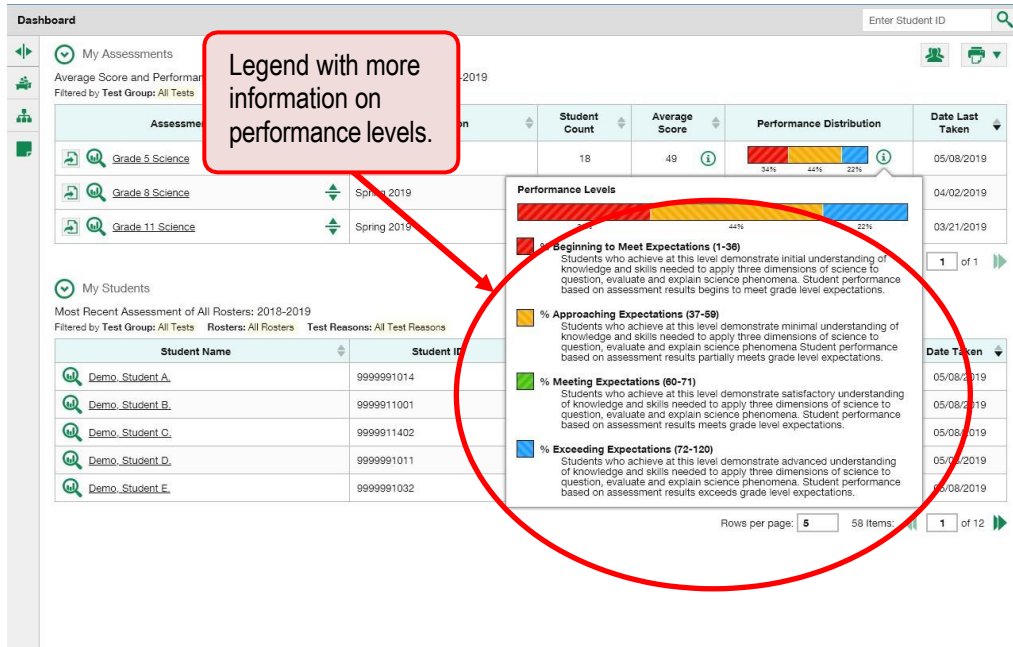 Dashboard
Enter Student ID
My Assessments
Legend with more
information on
performance levels.
Average Score and Performan
-2019
Filtered by Test Group: All Tests
Assessme
on
Student Count
Average Score
Performance Distribution
Date Last Taken
Grade 5 Science
18
49
34% 44% 22%
05/08/2019
Grade 8 Science
Spring 2019
04/02/2019
Grade 11 Science
Spring 2019
03/21/2019
1 of 1
Performance Levels
44% 22%
% Beginning to Meet Expectations (1-36)
Students who achieve at this level demonstrate initial understanding of
knowledge and skills needed to apply three dimensions of science to
question, evaluate and explain science phenomena. Student performance
based on assessment results begins to meet grade level expectations.
% Approaching Expectations (37-59)
Students who achieve at this level demonstrate minimal understanding of
knowledge and skills needed to apply three dimensions of science to
question, evaluate and explain science phenomena Student performance
based on assessment results partially meets grade level expectations.
% Meeting Expectations (60-71)
Students who achieve at this level demonstrate satisfactory understanding
of knowledge and skills needed to apply three dimensions of science to
question, evaluate and explain science phenomena. Student performance
based on assessment results meets grade level expectations.
% Exceeding Expectations (72-120)
Students who achieve at this level demonstrate advanced understanding
of knowledge and skills needed to apply three dimensions of science to
question, evaluate and explain science phenomena. Student performance
based on assessment results exceeds grade level expectations.
My Students
Most Recent Assessment of All Rosters: 2018-2019
Filtered by Test Group: All Tests Rosters: All Rosters Test Reasons: All Test Reasons
Student Name
Student ID
Date Taken
Demo, Student A.
9999991014
05/08/2019
Demo, Student B.
9999911001
05/08/2019
Demo, Student C.
9999911402
05/08/2019
Demo, Student D.
9999991011
05/08/2019
Demo, Student E.
9999991032
05/08/2019
Rows per page: 5 58 Items: 1 of 12